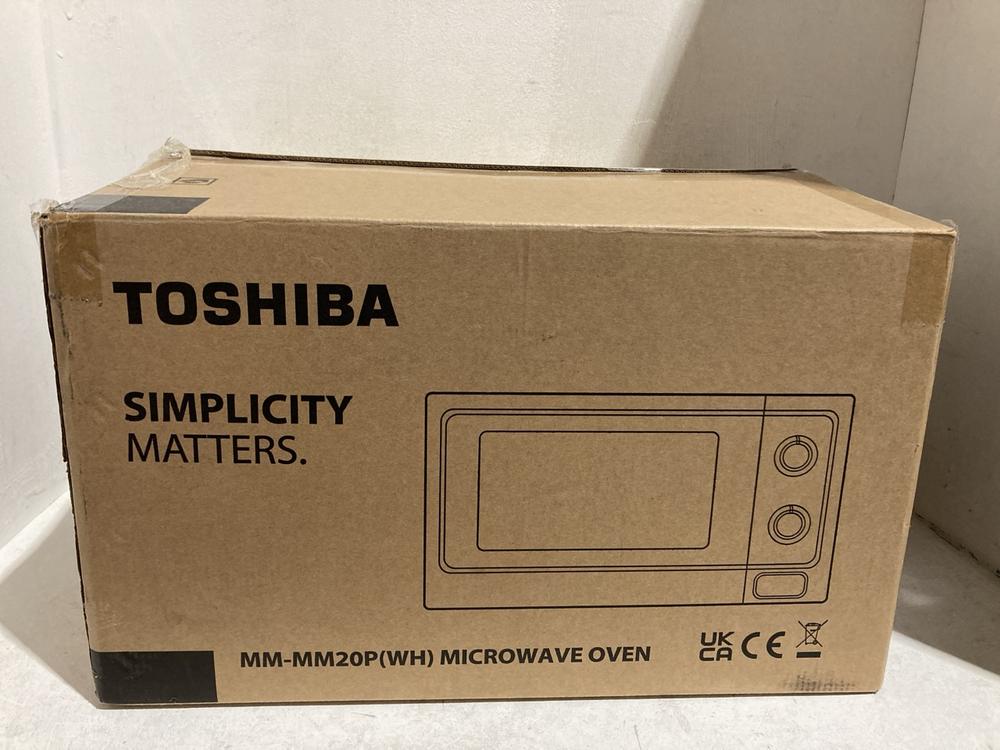 TOSHIBA
SIMPLICITY
MATTERS.
MM-MM20P(WH) MICROWAVE OVEN
UK
CA CE